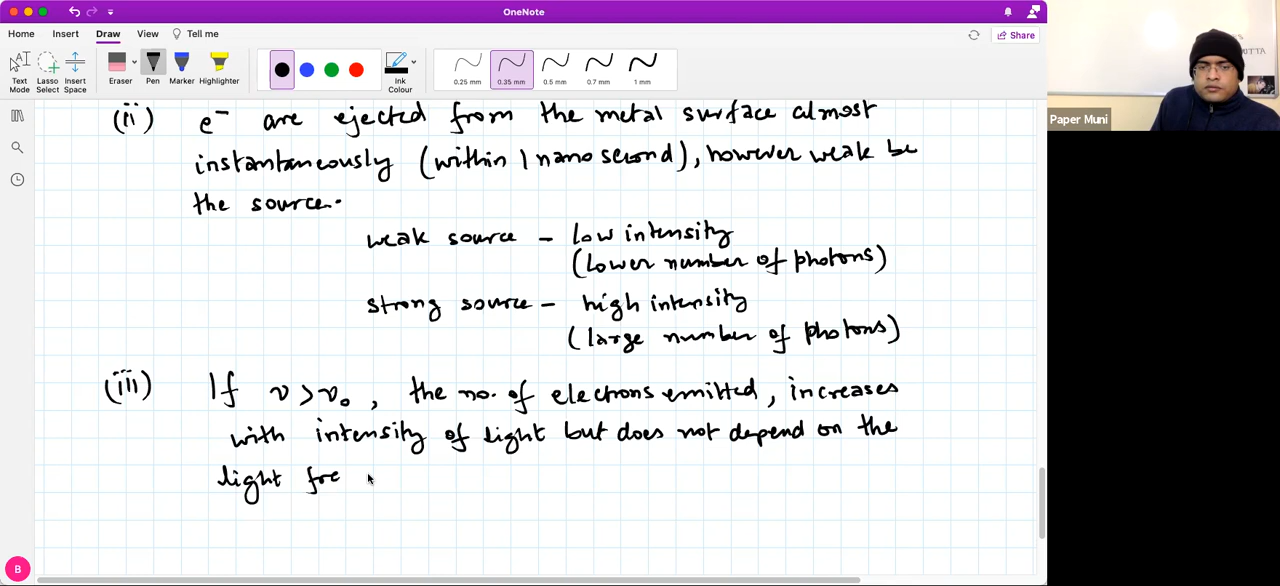 OneNote
Home Insert Draw View Tell me
Share
Text Mode
Lasso Select
Insert Space
Eraser
Pen
Marker
Highlighter
Ink Colour
0.25 mm
0.35 mm
0.5 mm
0.7 mm
1 mm
Paper Muni
(ii) e⁻ are ejected from the metal surface almost
instantaneously (within 1 nano second), however weak be
the source.
weak source – low intensity
(lower number of photons)
strong source – high intensity
(large number of photons)
(iii) If ν > ν₀, the no. of electrons emitted, increases
with intensity of light but does not depend on the
light fre
B